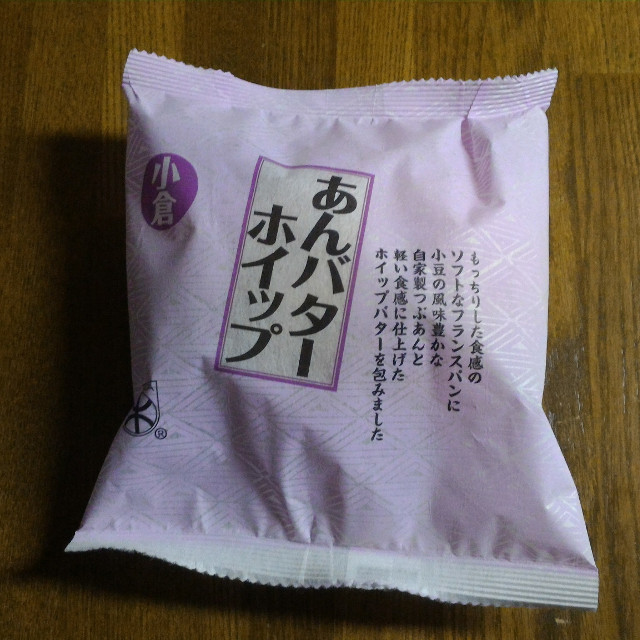 小倉
あんバター
ホイップ
もっちりした食感の
ソフトなフランスパンに
小豆の風味豊かな
自家製つぶあんと
軽い食感に仕上げた
ホイップバターを包みました
®